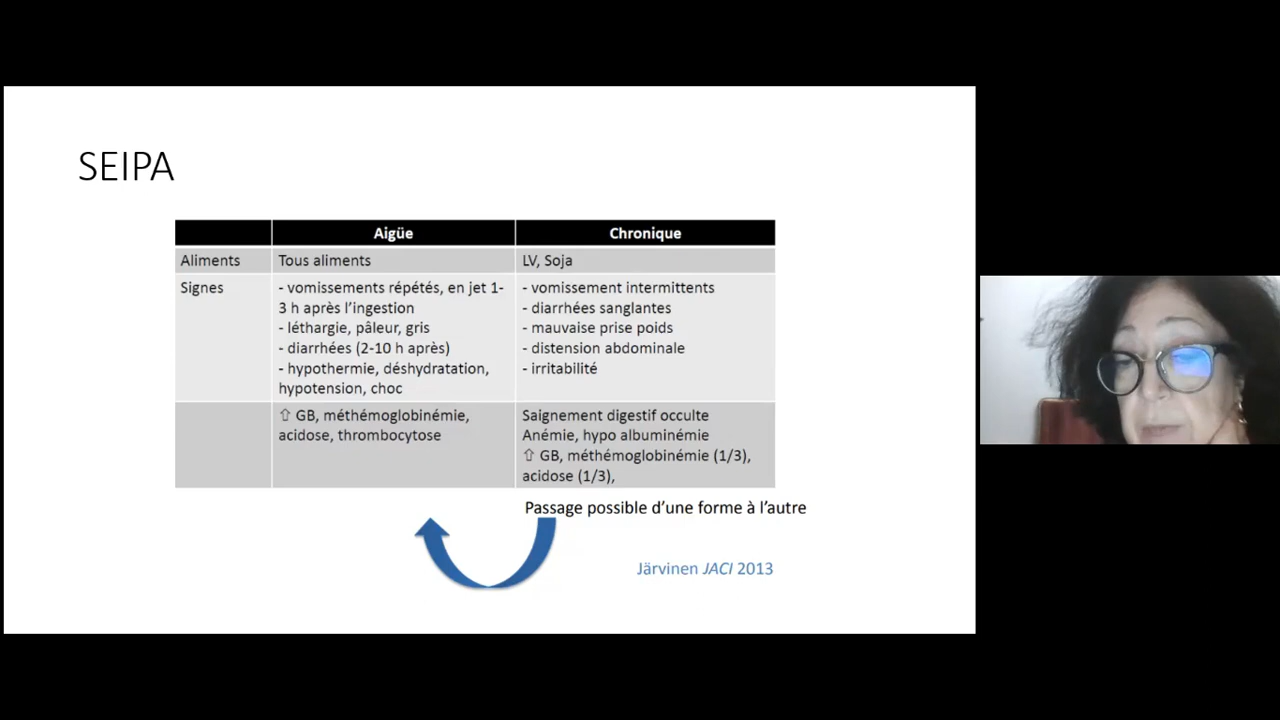 SEIPA
Aigüe
Chronique
Aliments
Tous aliments
LV, Soja
Signes
- vomissements répétés, en jet 1-
3 h après l’ingestion
- léthargie, pâleur, gris
- diarrhées (2-10 h après)
- hypothermie, déshydratation,
hypotension, choc
- vomissement intermittents
- diarrhées sanglantes
- mauvaise prise poids
- distension abdominale
- irritabilité
⇧ GB, méthémoglobinémie,
acidose, thrombocytose
Saignement digestif occulte
Anémie, hypo albuminémie
⇧ GB, méthémoglobinémie (1/3),
acidose (1/3),
Passage possible d’une forme à l’autre
Järvinen JACI 2013